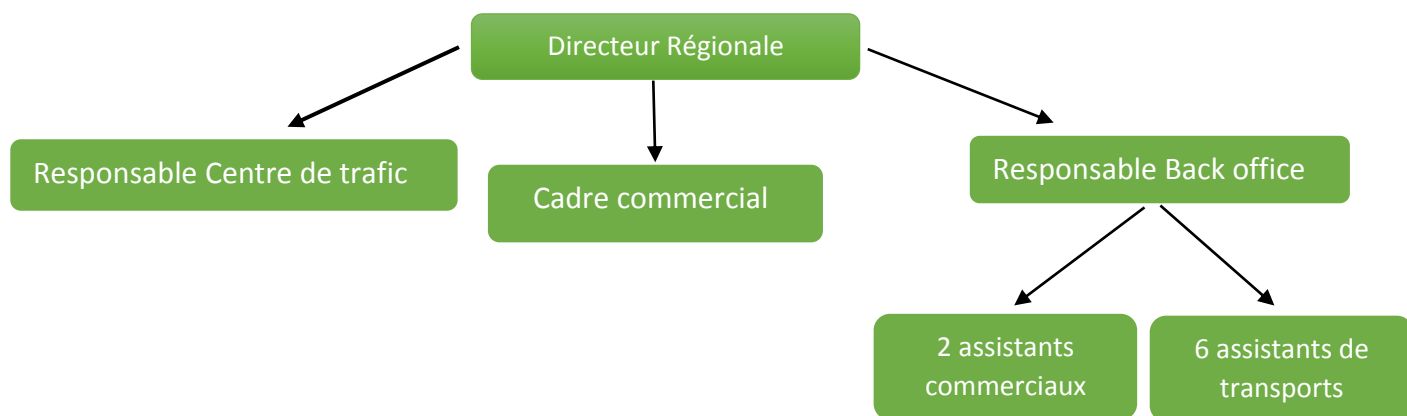 Directeur Régionale
Responsable Centre de trafic
Cadre commercial
Responsable Back office
2 assistants
commerciaux
6 assistants de
transports